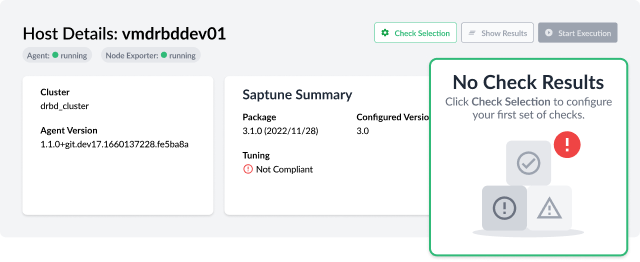 Host Details: vmdrbddev01
Agent: running
Node Exporter: running
Check Selection
Show Results
Start Execution
Cluster
drbd_cluster
Agent Version
1.1.0+git.dev17.1660137228.fe5ba8a
Saptune Summary
Package
3.1.0 (2022/11/28)
Configured Versio
3.0
Tuning
Not Compliant
No Check Results
Click Check Selection to configure
your first set of checks.